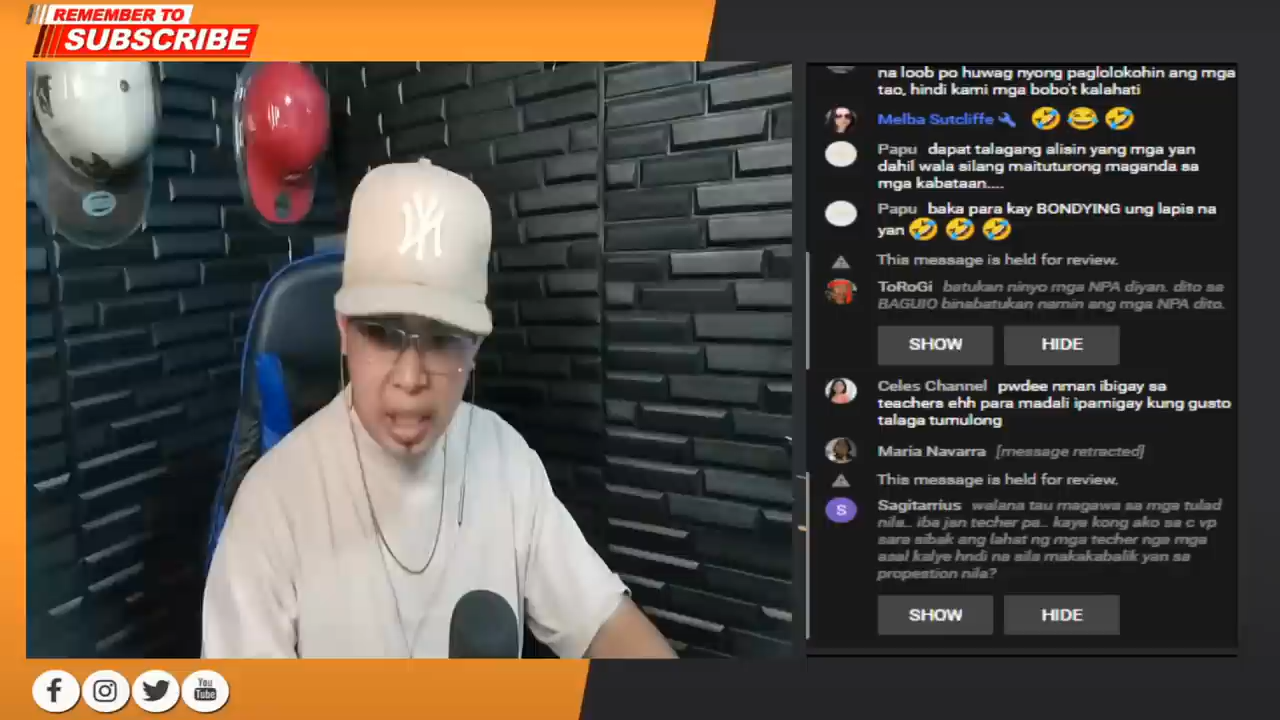 REMEMBER TO
SUBSCRIBE
na loob po huwag nyong paglolokohin ang mga
tao, hindi kami mga bobo't kalahati
Melba Sutcliffe 🤣 😂 🤣
Papu dapat talagang alisin yang mga yan
dahil wala silang maituturong maganda sa
mga kabataan....
Papu baka para kay BONDYING ung lapis na
yan 🤣 🤣 🤣
This message is held for review.
ToRoGi batukan ninyo mga NPA diyan. dito sa
BAGUIO binabatukan namin ang mga NPA dito.
SHOW HIDE
Celes Channel pwdee nman ibigay sa
teachers ehh para madali ipamigay kung gusto
talaga tumulong
Maria Navarra [message retracted]
This message is held for review.
S
Sagitarrius walana tau magawa sa mga tulad
nila.. iba jan techer pa.. kaya kong ako sa c vp
sara sibak ang lahat ng mga techer nga mga
asal kalye hndi na sila makakabalik yan sa
propestion nila?
SHOW HIDE
NY
You
Tube